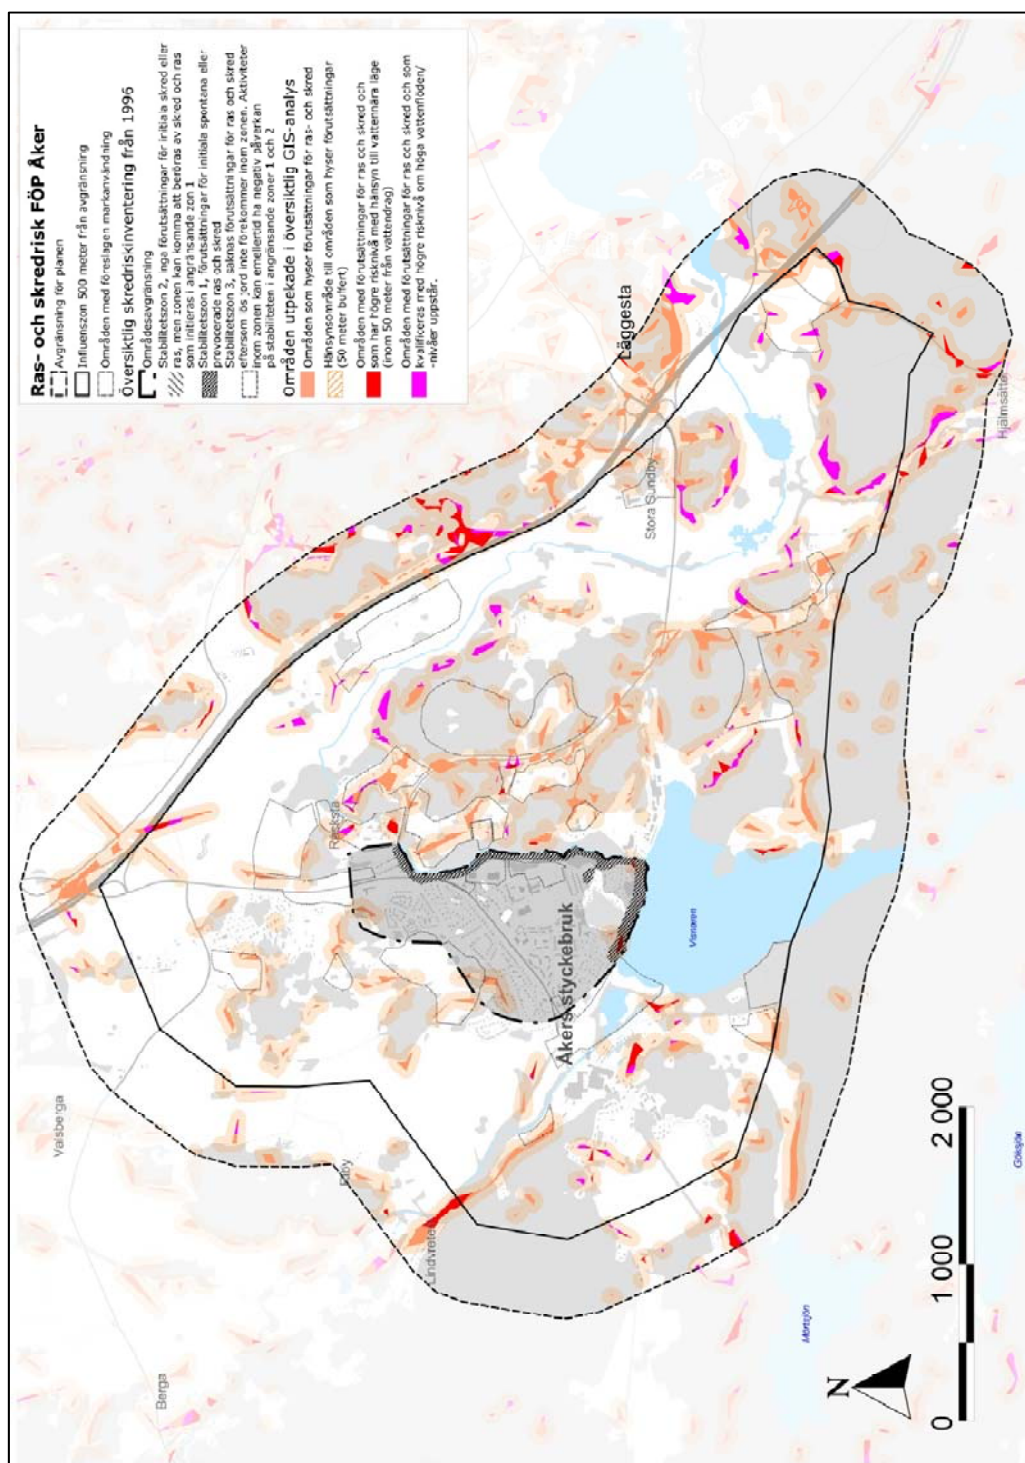 Ras- och skredrisk FÖP Åker
Avgränsning för planen
Influenszon 500 meter från avgränsning
Områden med föreslagen markanvändning
Översiktlig skredriskinventering från 1996
Områdesavgränsning
Stabilitetszon 2, inga förutsättningar för initiala skred eller
ras, men zonen kan komma att beröras av skred och ras
som initieras i angränsande zon 1
Stabilitetszon 1, förutsättningar för initiala spontana eller
provocerade ras och skred
Stabilitetszon 3, saknas förutsättningar för ras och skred
eftersom lös jord inte förekommer inom zonen. Aktiviteter
inom zonen kan emellertid ha negativ påverkan
på stabiliteten i angränsande zoner 1 och 2
Områden utpekade i översiktlig GIS-analys
Områden som hyser förutsättningar för ras- och skred
Hänsynsområde till områden som hyser förutsättningar
(50 meter buffert)
Områden med förutsättningar för ras och skred och
som har högre risknivå med hänsyn till vattennära läge
(inom 50 meter från vattendrag)
Områden med förutsättningar för ras och skred och som
kvalificeras med högre risknivå om höga vattenflöden/
-nivåer uppstår.
Läggesta
Stora Sundby
Hjälmsätter
Räcksta
Åkers styckebruk
Visnaren
Valsberga
Elby
Berga
Marsjön
Göksjön
N
0
1 000
2 000